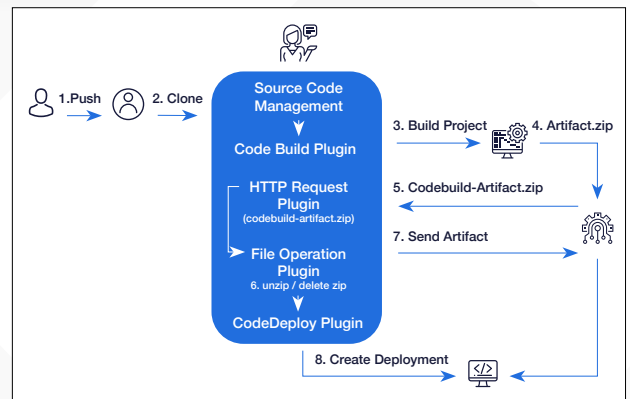 1.Push
2. Clone
Source Code
Management
Code Build Plugin
3. Build Project
4. Artifact.zip
HTTP Request
Plugin
(codebuild-artifact.zip)
5. Codebuild-Artifact.zip
7. Send Artifact
File Operation
Plugin
6. unzip / delete zip
CodeDeploy Plugin
8. Create Deployment
</>